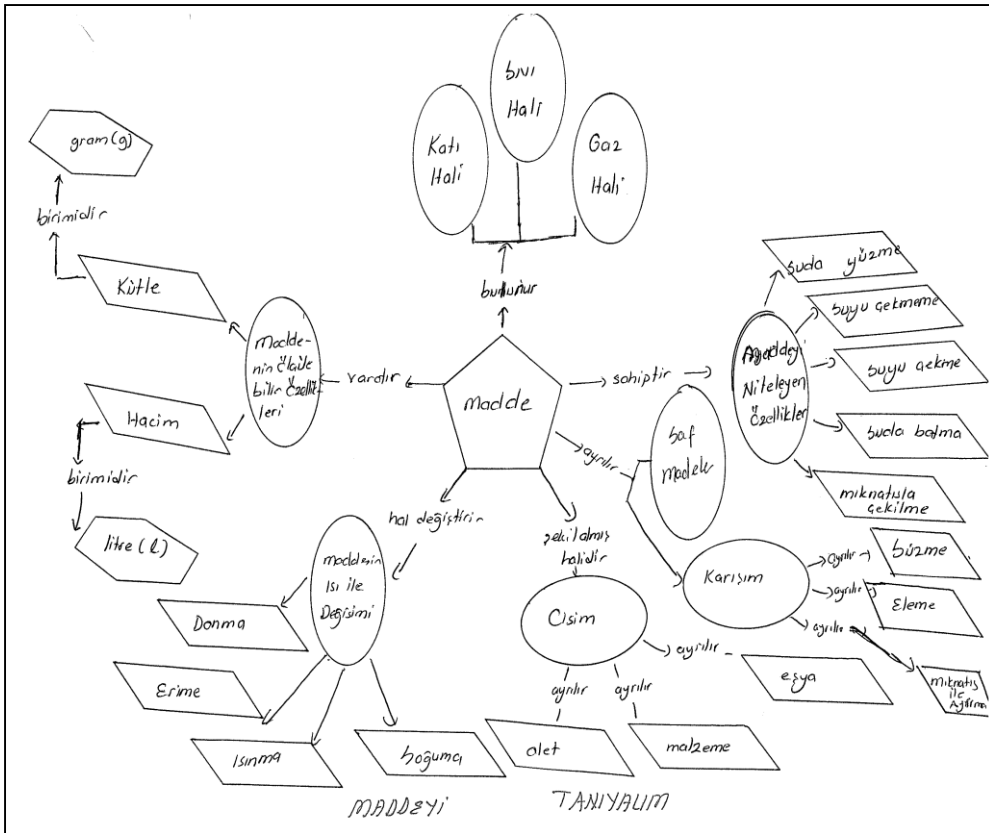 sıvı
Hali
Katı
Hali
Gaz
Hali
gram(g)
birimidir
Kütle
Madde-
nin Ölçüle
bilir Özellik-
leri
Hacim
birimidir
litre (l)
vardır
bulunur
Madde
sahiptir
Maddeyi
Niteleyen
Özellikler
suda yüzme
suyu çekmeme
suyu çekme
suda batma
mıknatısla
çekilme
ayrılır
Saf
Madeler
Karışım
ayrılır
süzme
ayrılır
Eleme
ayrılır
mıknatıs
ile
Ayırma
hal değiştirir
maddenin
Isı ile
Değişimi
Donma
Erime
Isınma
Soğuma
şekil almış
halidir
Cisim
ayrılır
eşya
ayrılır
alet
ayrılır
malzeme
MADDEYİ TANIYALIM